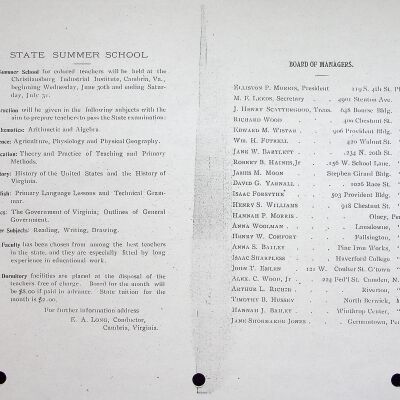 STATE SUMMER SCHOOL
Summer School for colored teachers will be held at the
Christiansburg Industrial Institute, Cambria, Va.,
beginning Wednesday, June 30th and ending Satur-
day, July 31.
will be given in the following subjects with the
aim to prepare teachers to pass the State examination:
Arithmetic and Algebra.
Agriculture, Physiology and Physical Geography.
Theory and Practice of Teaching and Primary
Methods.
History of the United States and the History of
Virginia.
Primary Language Lessons and Technical Gram-
mar.
The Government of Virginia; Outlines of General
Government.
Subjects: Reading, Writing, Drawing.
Faculty has been chosen from among the best teachers
in the state, and they are especially fitted by long
experience in educational work.
Dormitory facilities are placed at the disposal of the
teachers free of charge. Board for the month will
be $8.00 if paid in advance. State tuition for the
month is $2.00.
For further information address
E. A. LONG, Conductor,
Cambria, Virginia.
BOARD OF MANAGERS.
ELLISTON P. MORRIS, President 119 S. 4th St.
M. F. LEEDS, Secretary . . 4901 Stenton Ave.
J. HENRY SCATTERGOOD, Treas. 648 Bourse Bldg.
RICHARD WOOD . . 400 Chestnut St.
EDWARD M. WISTAR . 906 Provident Bldg.
WM. H. FUTRELL . . 420 Walnut St.
JANE W. BARTLETT . . 234 N. 20th St.
ROBERT B. HAINES, Jr. . 156 W. School Lane.
JAMES M. MOON . Stephen Girard Bldg.
DAVID G. YARNALL . . 1026 Race St.
ISAAC FORSYTHE . 503 Provident Bldg.
HENRY S. WILLIAMS . . 918 Chestnut St.
HANNAH P. MORRIS . . Olney,
ANNA WOOLMAN . . Lansdowne,
HENRY W. COMFORT . . Fallsington,
ANNA S. BAILEY . . Pine Iron Works,
ISAAC SHARPLESS . . Haverford College
JOHN T. EMLEN 121 W. G'town
ALEX. C. WOOD, Jr. 224 Fed'l St. Camden, N.
ARTHUR L. RICHIE . . Riverton,
TIMOTHY B. HUSSEY . North Berwick,
HANNAH J. BAILEY . Winthrop Center,
JANE SHOEMAKER JONES . Germantown,